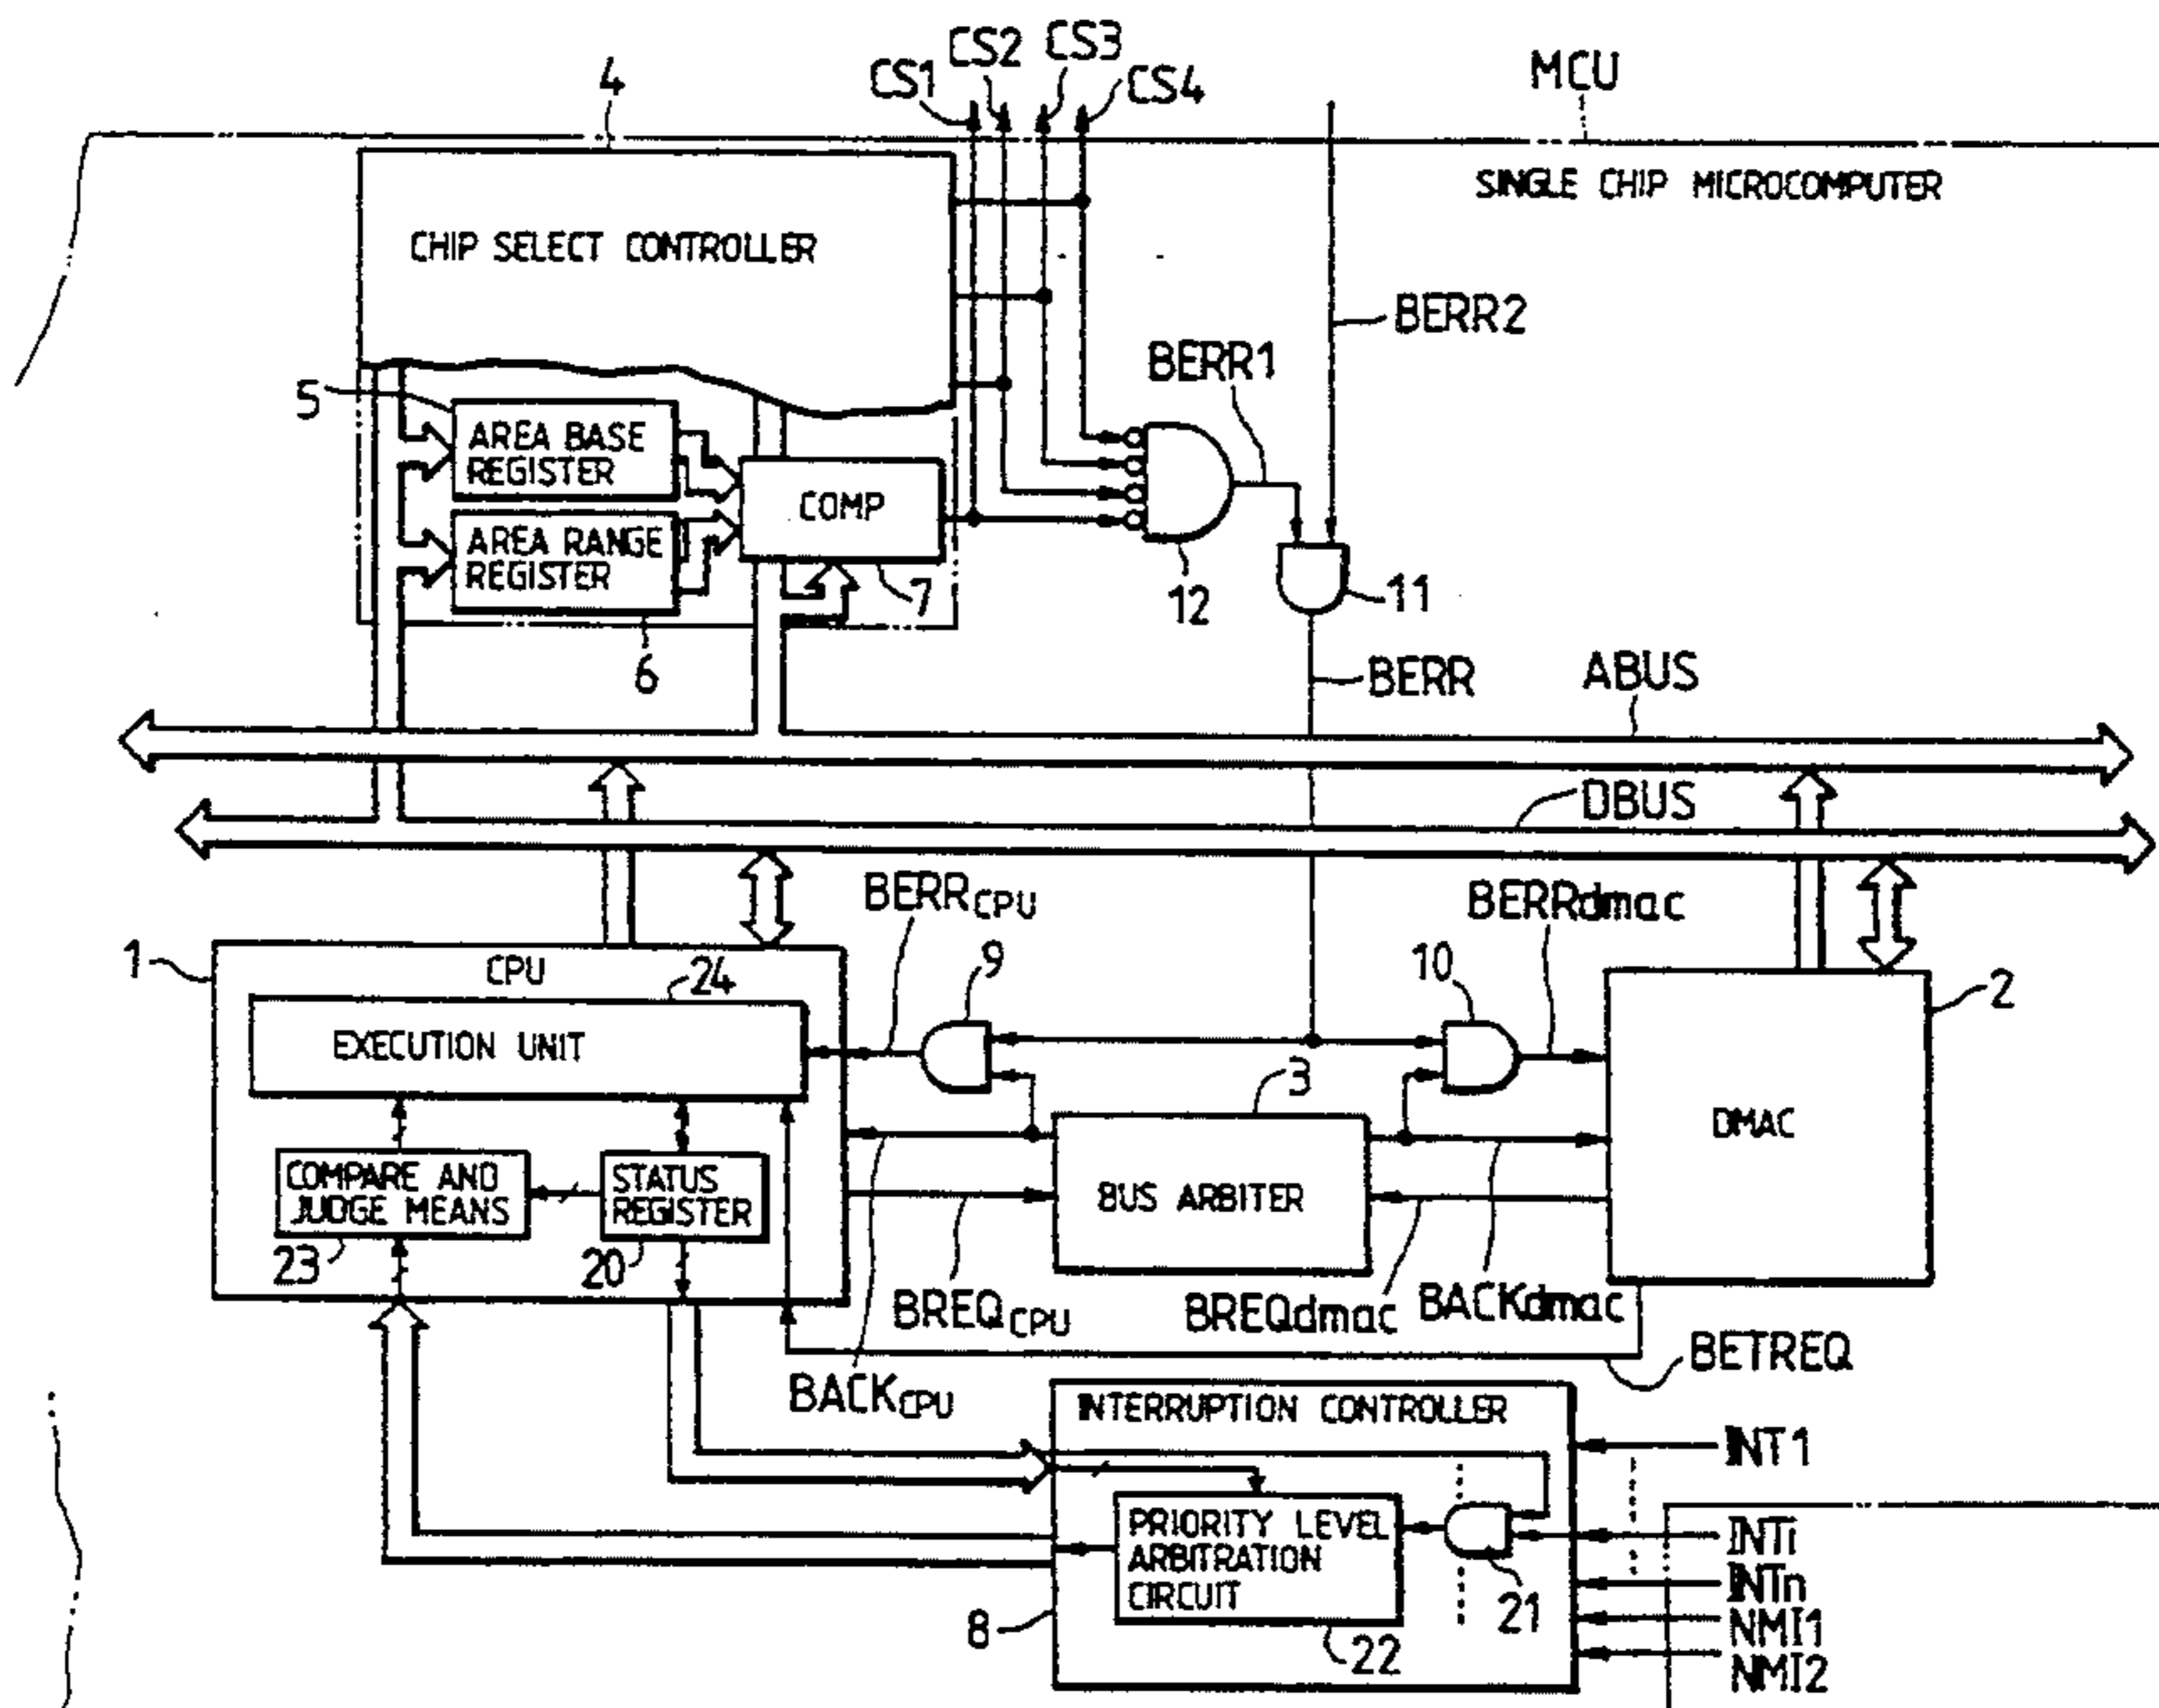 CS1
CS2
CS3
CS4
MCU
4
SINGLE CHIP MICROCOMPUTER
CHIP SELECT CONTROLLER
BERR2
BERR1
5
AREA BASE
REGISTER
COMP
AREA RANGE
REGISTER
7
12
11
6
BERR
ABUS
DBUS
BERRCPU
BERRdmac
1
CPU
24
9
10
2
EXECUTION UNIT
3
DMAC
COMPARE AND
JUDGE MEANS
STATUS
REGISTER
BUS ARBITER
23
20
BREQCPU
BREQdmac
BACKdmac
BETREQ
BACKCPU
INTERRUPTION CONTROLLER
INT1
PRIORITY LEVEL
ARBITRATION
CIRCUIT
INTi
INTn
21
8
22
NMI1
NMI2